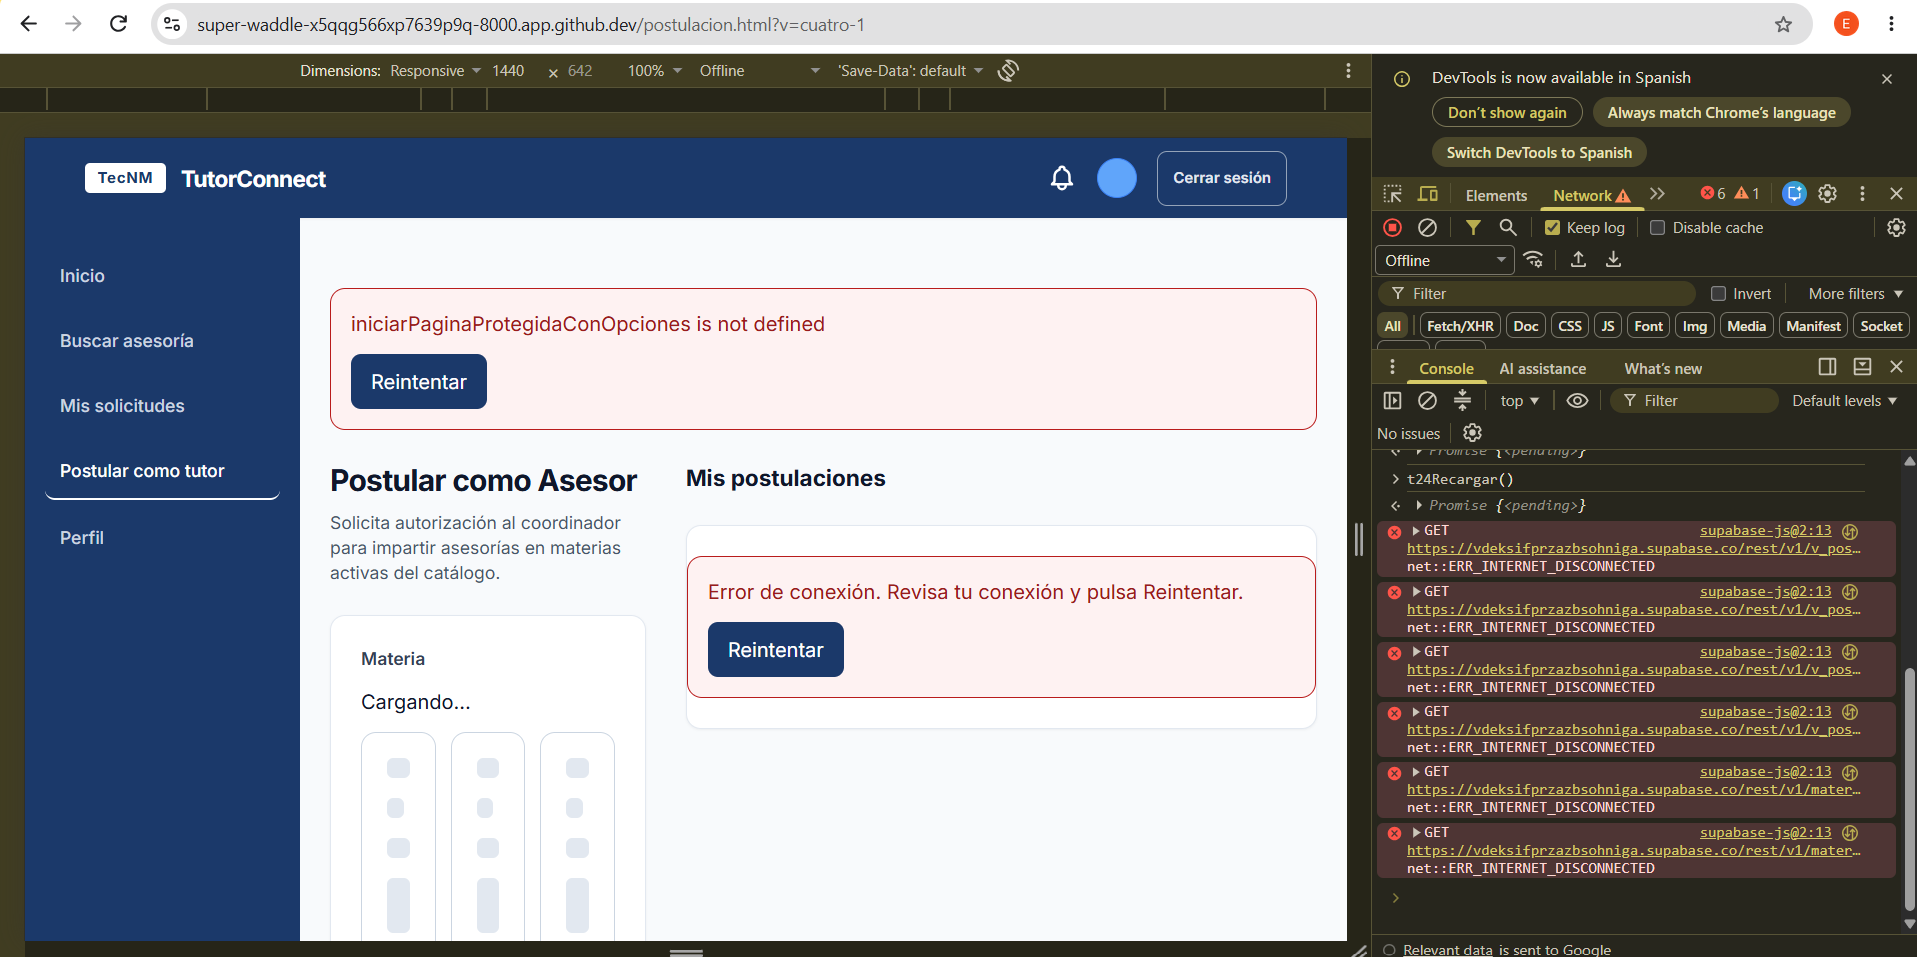 super-waddle-x5qqg566xp7639p9q-8000.app.github.dev/postulacion.html?v=cuatro-1
E
Dimensions: Responsive 1440 × 642 100% Offline 'Save-Data': default
TecNM TutorConnect
Cerrar sesión
Inicio
Buscar asesoría
Mis solicitudes
Postular como tutor
Perfil
iniciarPaginaProtegidaConOpciones is not defined
Reintentar
Postular como Asesor
Solicita autorización al coordinador
para impartir asesorías en materias
activas del catálogo.
Materia
Cargando...
Mis postulaciones
Error de conexión. Revisa tu conexión y pulsa Reintentar.
Reintentar
DevTools is now available in Spanish
Don't show again
Always match Chrome's language
Switch DevTools to Spanish
Elements Network 6 1
Keep log Disable cache
Offline
Filter Invert More filters
All Fetch/XHR Doc CSS JS Font Img Media Manifest Socket
Console AI assistance What's new
top Filter Default levels
No issues
Promise {<pending>}
t24Recargar()
Promise {<pending>}
GET supabase-js@2:13
https://vdeksifprzazbsohniga.supabase.co/rest/v1/v_pos…
net::ERR_INTERNET_DISCONNECTED
GET supabase-js@2:13
https://vdeksifprzazbsohniga.supabase.co/rest/v1/v_pos…
net::ERR_INTERNET_DISCONNECTED
GET supabase-js@2:13
https://vdeksifprzazbsohniga.supabase.co/rest/v1/v_pos…
net::ERR_INTERNET_DISCONNECTED
GET supabase-js@2:13
https://vdeksifprzazbsohniga.supabase.co/rest/v1/v_pos…
net::ERR_INTERNET_DISCONNECTED
GET supabase-js@2:13
https://vdeksifprzazbsohniga.supabase.co/rest/v1/mater…
net::ERR_INTERNET_DISCONNECTED
GET supabase-js@2:13
https://vdeksifprzazbsohniga.supabase.co/rest/v1/mater…
net::ERR_INTERNET_DISCONNECTED
Relevant data is sent to Google